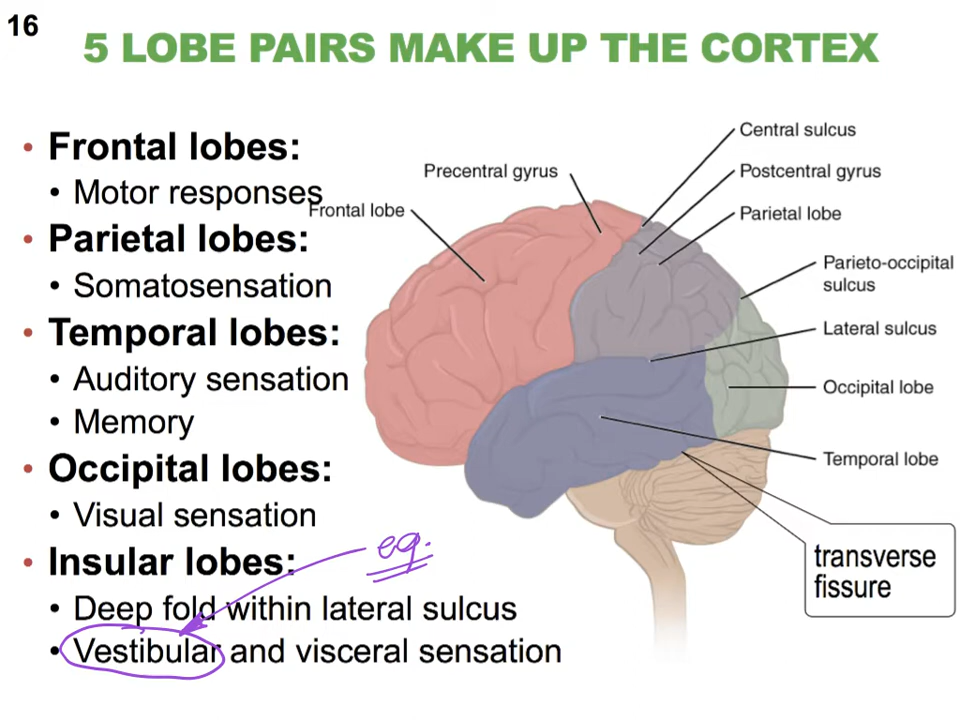 16
5 LOBE PAIRS MAKE UP THE CORTEX
• Frontal lobes:
• Motor responses
• Parietal lobes:
• Somatosensation
• Temporal lobes:
• Auditory sensation
• Memory
• Occipital lobes:
• Visual sensation
• Insular lobes:
• Deep fold within lateral sulcus
• Vestibular and visceral sensation
eq.
Precentral gyrus
Frontal lobe
Central sulcus
Postcentral gyrus
Parietal lobe
Parieto-occipital
sulcus
Lateral sulcus
Occipital lobe
Temporal lobe
transverse
fissure